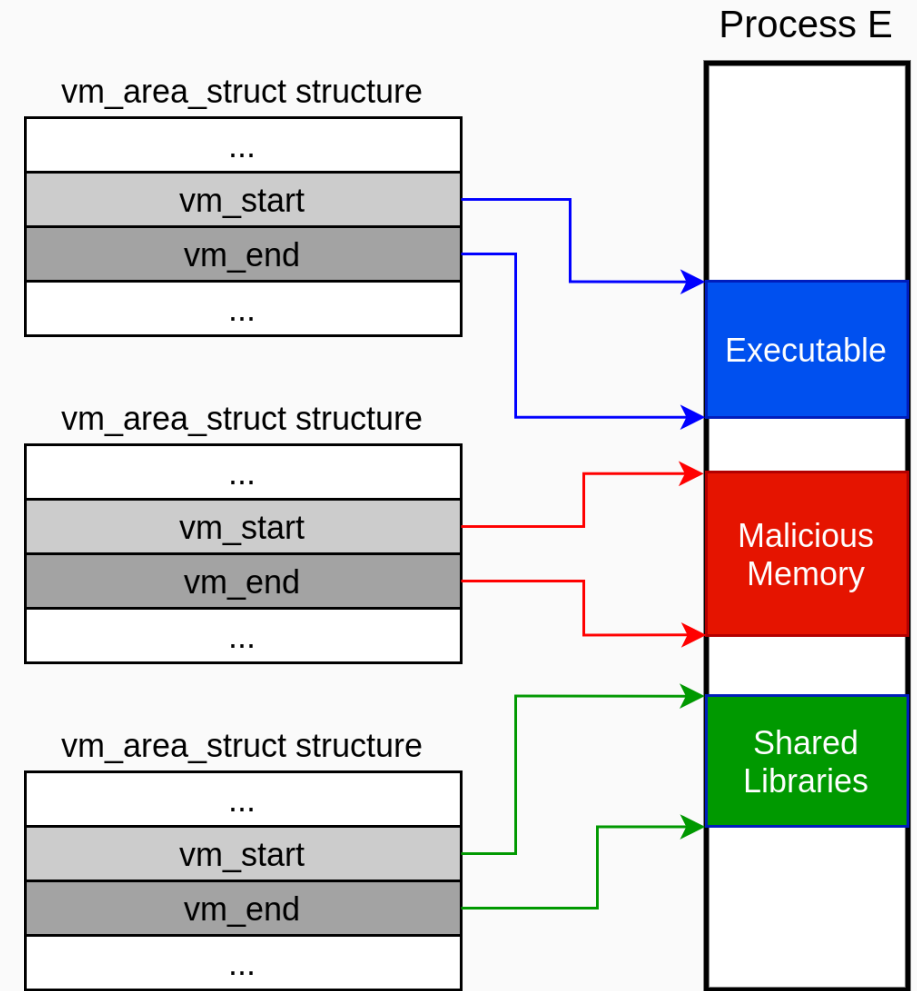 Process E
vm_area_struct structure
...
vm_start
vm_end
...
Executable
vm_area_struct structure
...
vm_start
vm_end
...
Malicious
Memory
vm_area_struct structure
...
vm_start
vm_end
...
Shared
Libraries